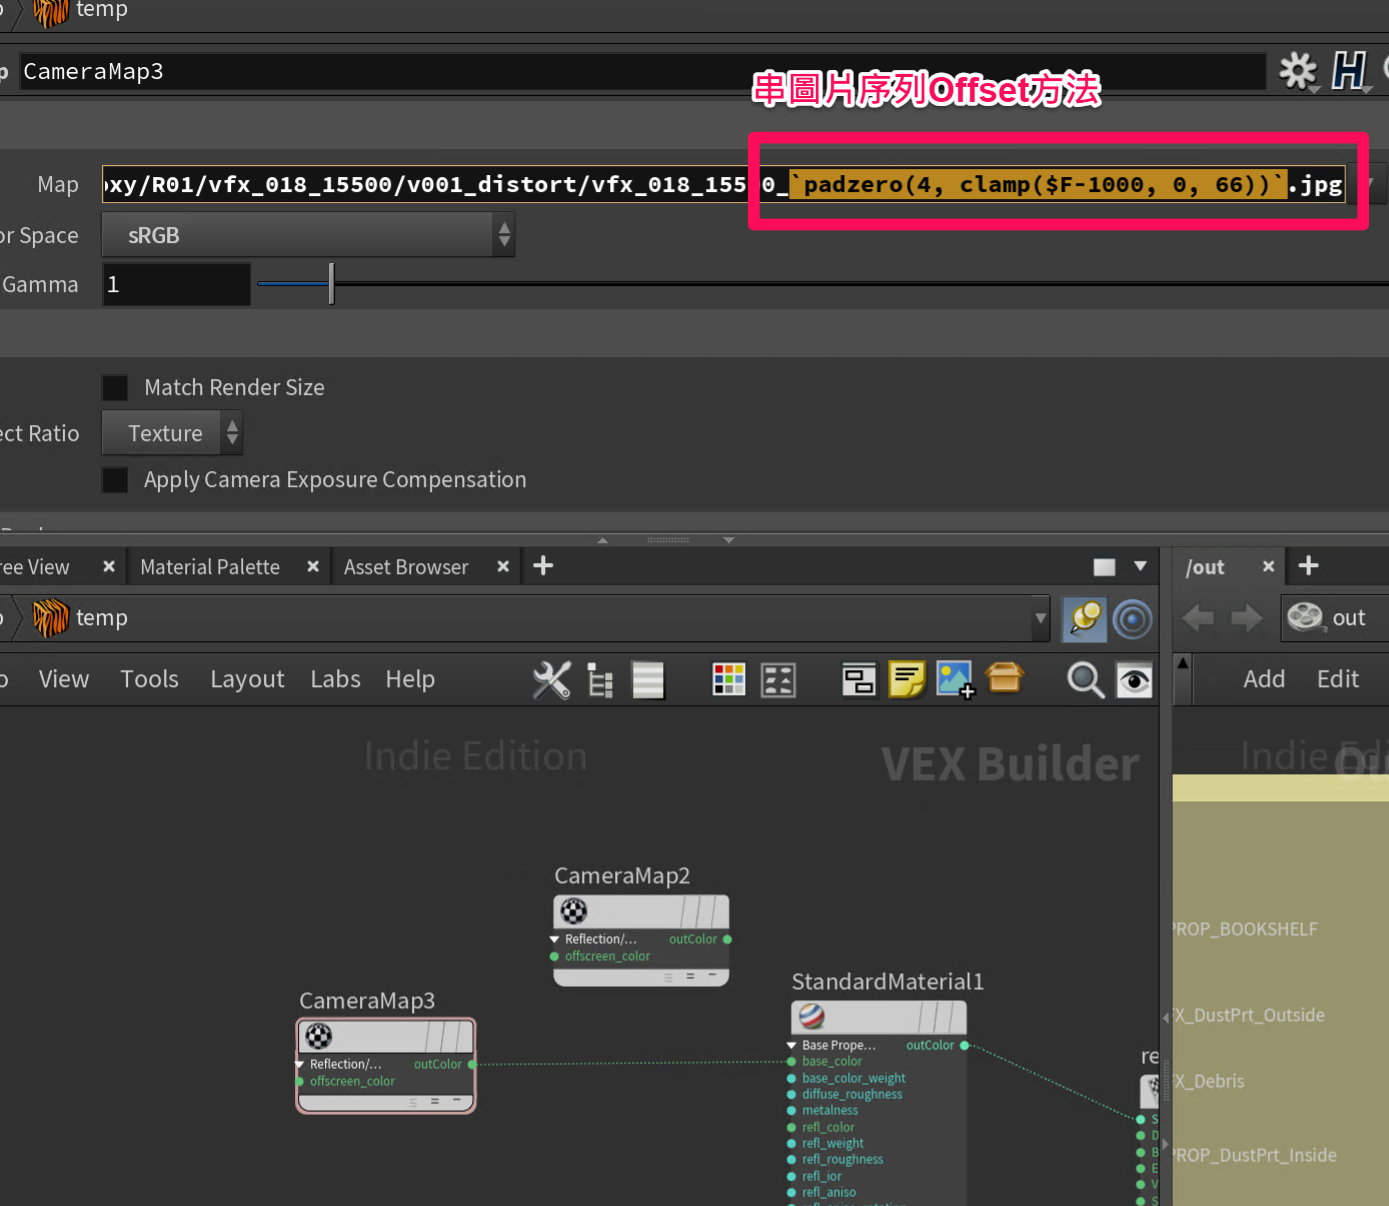 temp
CameraMap3
串圖片序列Offset方法
Map
xy/R01/vfx_018_15500/v001_distort/vfx_018_155 0_`padzero(4, clamp($F-1000, 0, 66))`.jpg
or Space
sRGB
Gamma
1
Match Render Size
ect Ratio
Texture
Apply Camera Exposure Compensation
ree View
Material Palette
Asset Browser
/out
temp
out
View
Tools
Layout
Labs
Help
Add
Edit
Indie Edition
VEX Builder
Indie Edi
CameraMap2
Reflection/...
outColor
offscreen_color
CameraMap3
Reflection/...
outColor
offscreen_color
StandardMaterial1
Base Prope...
outColor
base_color
base_color_weight
diffuse_roughness
metalness
refl_color
refl_weight
refl_roughness
refl_ior
refl_aniso
re
S
D
B
E
V
S
PROP_BOOKSHELF
X_DustPrt_Outside
X_Debris
PROP_DustPrt_Inside